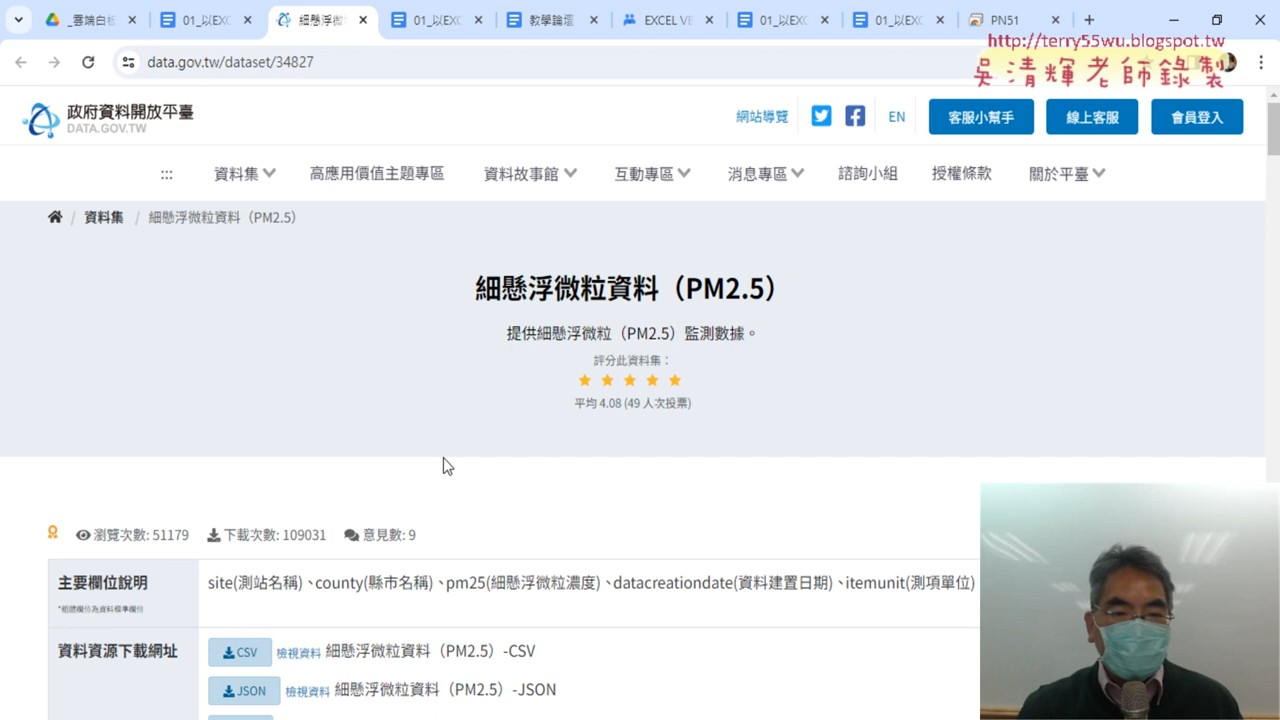 _雲端白板
01_以EXC
細懸浮微
01_以EXC
教學論壇
EXCEL VB
01_以EXC
01_以EXC
PN51
http://terry55wu.blogspot.tw
data.gov.tw/dataset/34827
吳清輝老師錄製
政府資料開放平臺
DATA.GOV.TW
網站導覽
EN
客服小幫手
線上客服
會員登入
:::
資料集
高應用價值主題專區
資料故事館
互動專區
消息專區
諮詢小組
授權條款
關於平臺
/ 資料集 / 細懸浮微粒資料（PM2.5）
細懸浮微粒資料（PM2.5）
提供細懸浮微粒（PM2.5）監測數據。
評分此資料集：
平均 4.08 (49 人次投票)
瀏覽次數: 51179 下載次數: 109031 意見數: 9
主要欄位說明
*粗體欄位為資料標準欄位
site(測站名稱)、county(縣市名稱)、pm25(細懸浮微粒濃度)、datacreationdate(資料建置日期)、itemunit(測項單位)
資料資源下載網址
CSV 檢視資料 細懸浮微粒資料（PM2.5）-CSV
JSON 檢視資料 細懸浮微粒資料（PM2.5）-JSON